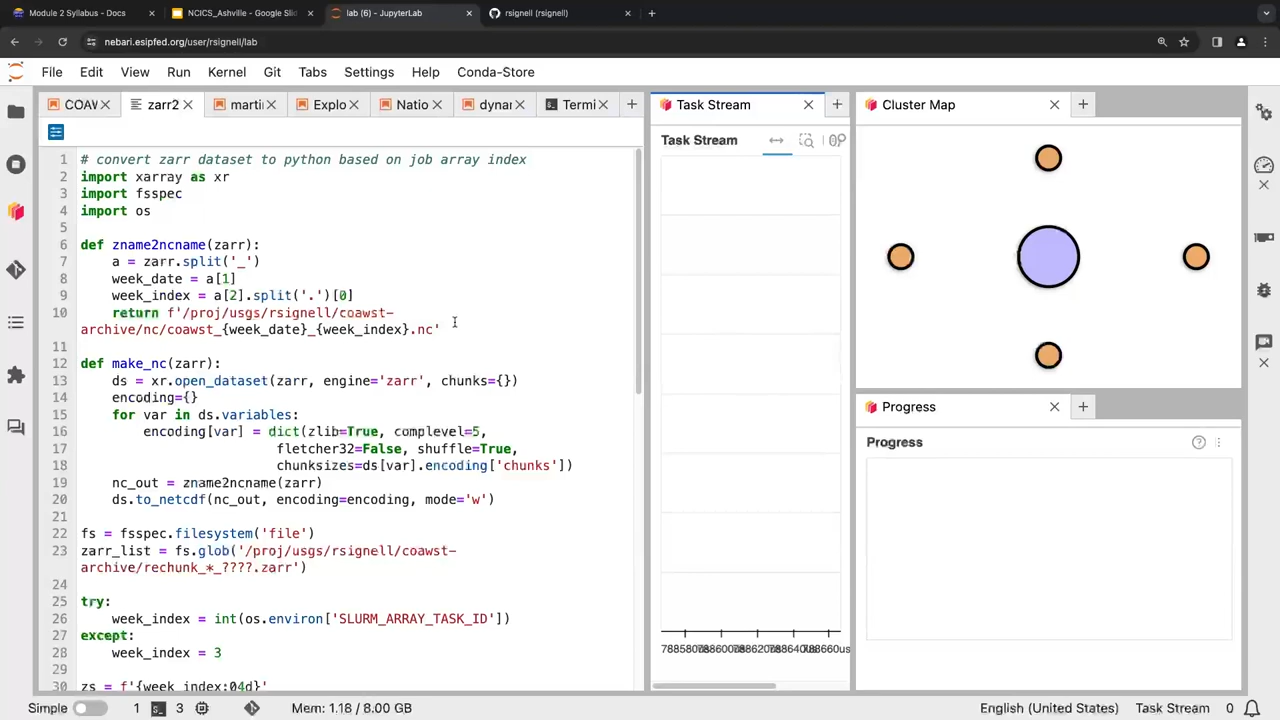 Module 2 Syllabus - Docs
NCICS_Ashville - Google Sli
lab (6) - JupyterLab
rsignell (rsignell)
nebari.esipfed.org/user/rsignell/lab
File Edit View Run Kernel Git Tabs Settings Help Conda-Store
COAW
zarr2
marti
Explo
Natio
dynar
Termi
Task Stream
Cluster Map
Task Stream
1 # convert zarr dataset to python based on job array index
2 import xarray as xr
3 import fsspec
4 import os
5
6 def zname2ncname(zarr):
7 a = zarr.split('_')
8 week_date = a[1]
9 week_index = a[2].split('.')[0]
10 return f'/proj/usgs/rsignell/coawst-
archive/nc/coawst_{week_date}_{week_index}.nc'
11
12 def make_nc(zarr):
13 ds = xr.open_dataset(zarr, engine='zarr', chunks={})
14 encoding={}
15 for var in ds.variables:
16 encoding[var] = dict(zlib=True, complevel=5,
17 fletcher32=False, shuffle=True,
18 chunksizes=ds[var].encoding['chunks'])
19 nc_out = zname2ncname(zarr)
20 ds.to_netcdf(nc_out, encoding=encoding, mode='w')
21
22 fs = fsspec.filesystem('file')
23 zarr_list = fs.glob('/proj/usgs/rsignell/coawst-
archive/rechunk_*_????.zarr')
24
25 try:
26 week_index = int(os.environ['SLURM_ARRAY_TASK_ID'])
27 except:
28 week_index = 3
29
30 zs = f'{week_index:04d}'
Progress
Progress
Simple 1 3 Mem: 1.18 / 8.00 GB
English (United States) Task Stream 0